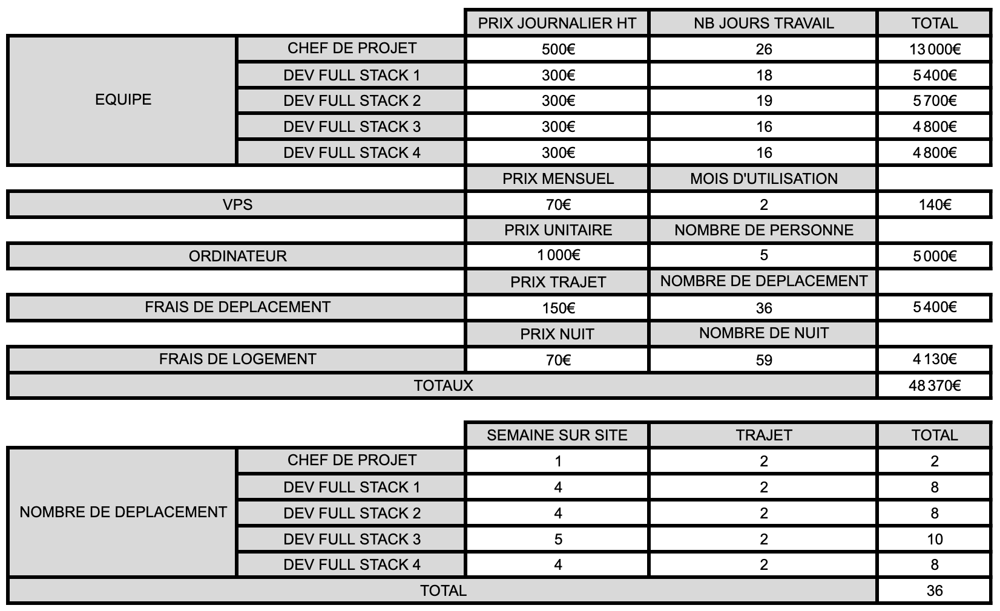 PRIX JOURNALIER HT NB JOURS TRAVAIL TOTAL
EQUIPE
CHEF DE PROJET 500€ 26 13 000€
DEV FULL STACK 1 300€ 18 5 400€
DEV FULL STACK 2 300€ 19 5 700€
DEV FULL STACK 3 300€ 16 4 800€
DEV FULL STACK 4 300€ 16 4 800€
PRIX MENSUEL MOIS D'UTILISATION
VPS 70€ 2 140€
PRIX UNITAIRE NOMBRE DE PERSONNE
ORDINATEUR 1 000€ 5 5 000€
PRIX TRAJET NOMBRE DE DEPLACEMENT
FRAIS DE DEPLACEMENT 150€ 36 5 400€
PRIX NUIT NOMBRE DE NUIT
FRAIS DE LOGEMENT 70€ 59 4 130€
TOTAUX 48 370€
SEMAINE SUR SITE TRAJET TOTAL
NOMBRE DE DEPLACEMENT
CHEF DE PROJET 1 2 2
DEV FULL STACK 1 4 2 8
DEV FULL STACK 2 4 2 8
DEV FULL STACK 3 5 2 10
DEV FULL STACK 4 4 2 8
TOTAL 36